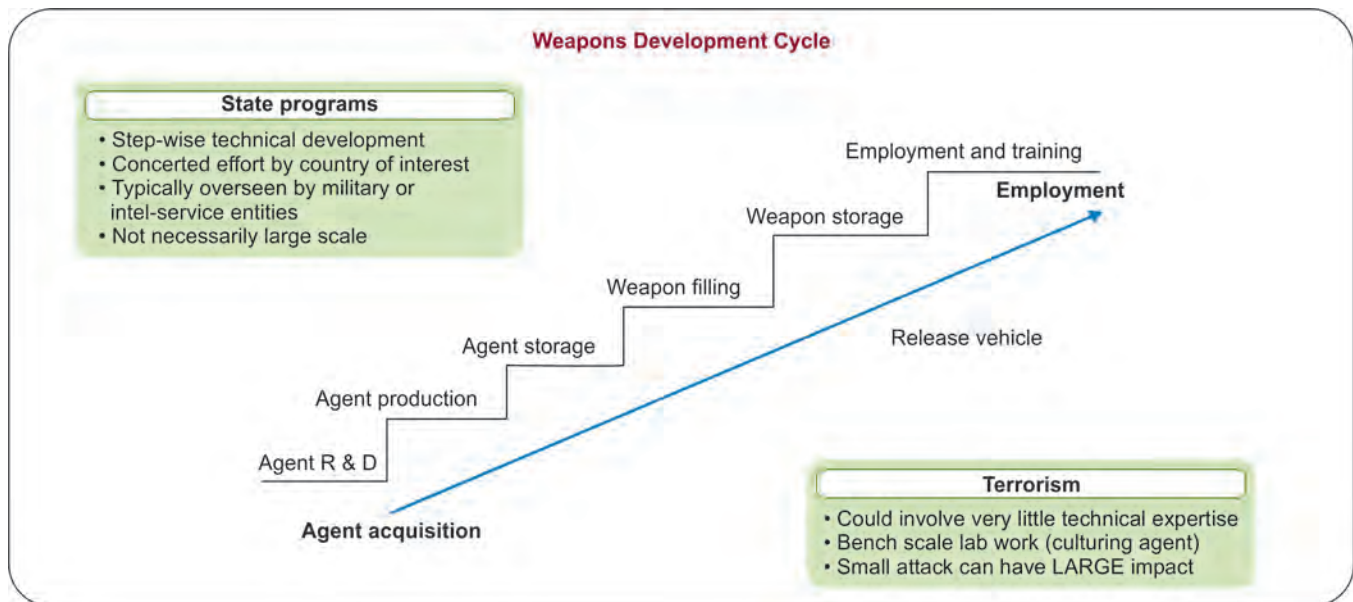 Weapons Development Cycle
State programs
• Step-wise technical development
• Concerted effort by country of interest
• Typically overseen by military or
intel-service entities
• Not necessarily large scale
Employment and training
Employment
Weapon storage
Weapon filling
Release vehicle
Agent storage
Agent production
Agent R & D
Agent acquisition
Terrorism
• Could involve very little technical expertise
• Bench scale lab work (culturing agent)
• Small attack can have LARGE impact